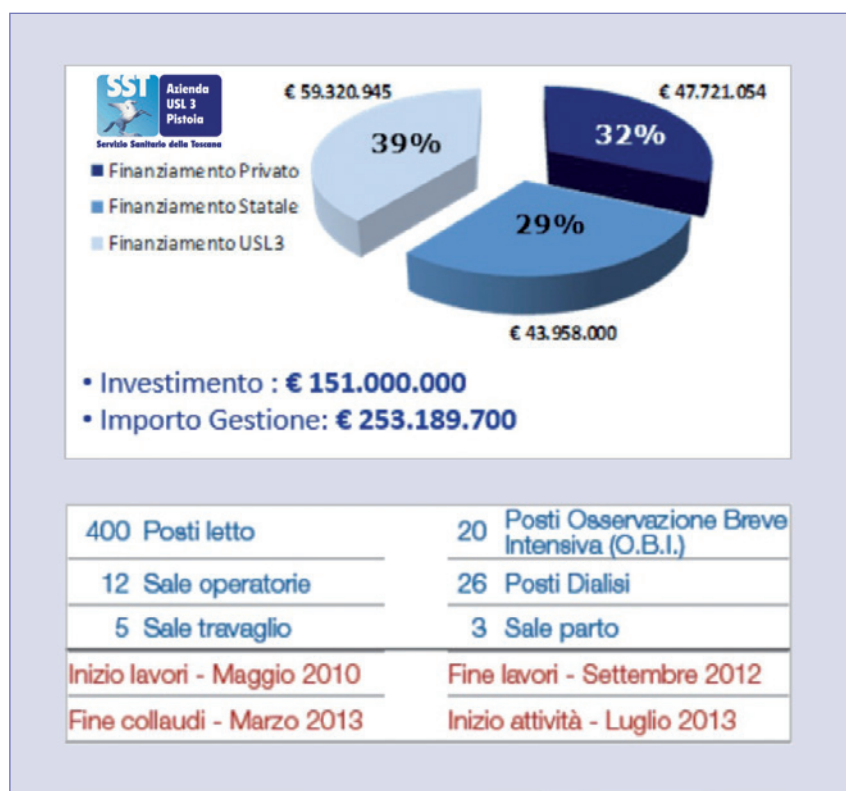 SST
Azienda
USL 3
Pistoia
Servizio Sanitario della Toscana
€ 59.320.945
€ 47.721.054
39%
32%
Finanziamento Privato
Finanziamento Statale
Finanziamento USL3
29%
€ 43.958.000
• Investimento : € 151.000.000
• Importo Gestione: € 253.189.700
400 Posti letto
20 Posti Osservazione Breve
Intensiva (O.B.I.)
12 Sale operatorie
26 Posti Dialisi
5 Sale travaglio
3 Sale parto
Inizio lavori - Maggio 2010
Fine lavori - Settembre 2012
Fine collaudi - Marzo 2013
Inizio attività - Luglio 2013